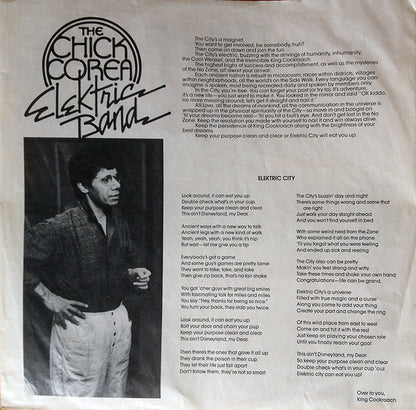 THE
CHICK
COREA
Elektric
Band
The City's a magnet.
You want to get involved, be somebody, huh?
Then come on down and join the fun.
The City's electric, buzzing with the strivings of humanity, inhumanity,
the Cool Weasel, and the invincible King Cockroach.
The highest highs of success and accomplishment, as well as the mysteries
of the No Zone, all await your arrival.
Each ancient nation is rebuilt in microcosm; races within districts, villages
within neighborhoods, all the world's on the Side Walk. Every language you can
imagine is spoken, most being recreated daily and bywords by men one
In the City, you're free. You can forget your past or try to, it's adventure.
It's a new life—you just want to make it. You looked in the mirror and said "OK kiddo,
no more messing around, let's get it straight and nail it!"
All love, all the dreams of mankind, all the communication in the universe is
wrapped up in the physical spirituality of the City—so move in and boogie on
'til your dreams become real—'til you full a bull's eye. And don't get lost in the No
Zone. Keep the resolution you made with yourself to nail it and win always alive.
Keep the persistence of King Cockroach along with the brightness of your
best dreams.
Keep your purpose clean and clear or Elektric City will eat you up.
ELEKTRIC CITY
Look around, it can eat you up.
Double check what's in your cup.
Keep your purpose clean and clear.
This ain't Disneyland, my Dear.
Ancient ways with a new way to talk
Ancient legs with a new kind of walk
Yeah, yeah, yeah, you think it's hip
But wait—let me give you a tip
Everybody's got a game
And some guy's games are pretty lame
They want to take, take, and take
Then give zip back, that's no fair shake
You got 'cher guys with great big smiles
With fascinating talk for miles and miles
You say "Hey, thanks for being so nice."
You turn your back, they stab you twice.
Look around, it can eat you up
Bolt your door and chain your pup
Keep your purpose clean and clear
This ain't Disneyland, my Dear.
Then there's the ones that gave it all up
They drank the poison in their cup
They let their life just fall apart
Don't follow them, they're not so smart
The City's buzzin' day and night
There's some things wrong and some that
are right
Just walk your day straight ahead
And you won't find yourself in bed
With some weird nerd from the Zone
Who explained it all on the phone
'Til you forgot what you were feeling
And ended up sick and reeling
The City also can be pretty
Makin' you feel strong and witty
Take these times and shake your own hand
Congratulations—life can be grand.
Elektric City's a universe
Filled with true magic and a curse
Along you come to add your thing
Create your part and change the ring
Of this wild place from east to west
Come on and hit it with the rest
Just keep on playing your chosen role
Until you finally reach your goal!
This ain't Disneyland, my Dear
So keep your purpose clean and clear
Double check what's in your cup 'cuz
Elektric city can eat you up!
Over to you,
King Cockroach